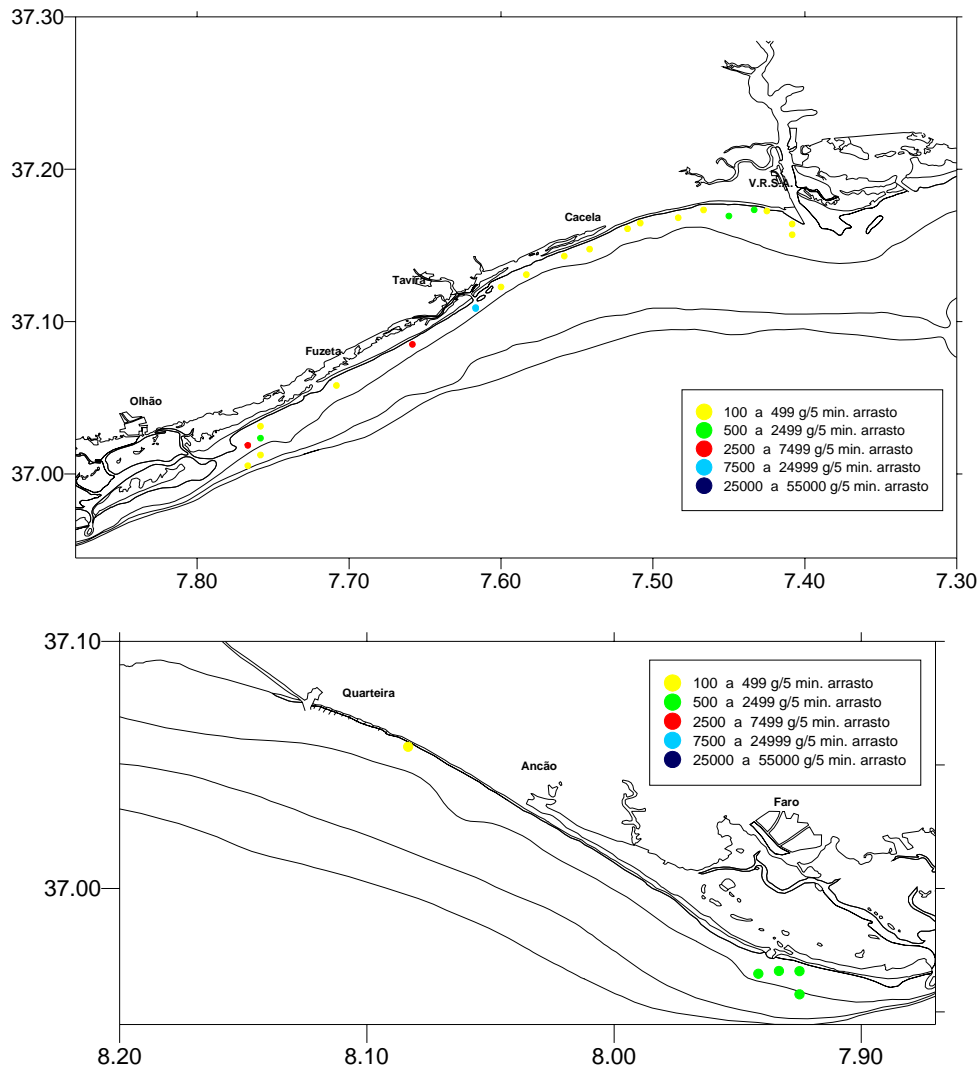 37.30
37.20
37.10
37.00
V.R.S.A.
Cacela
Tavira
Fuzeta
Olhão
100 a 499 g/5 min. arrasto
500 a 2499 g/5 min. arrasto
2500 a 7499 g/5 min. arrasto
7500 a 24999 g/5 min. arrasto
25000 a 55000 g/5 min. arrasto
7.80 7.70 7.60 7.50 7.40 7.30
37.10
37.00
Quarteira
Ancão
Faro
100 a 499 g/5 min. arrasto
500 a 2499 g/5 min. arrasto
2500 a 7499 g/5 min. arrasto
7500 a 24999 g/5 min. arrasto
25000 a 55000 g/5 min. arrasto
8.20 8.10 8.00 7.90